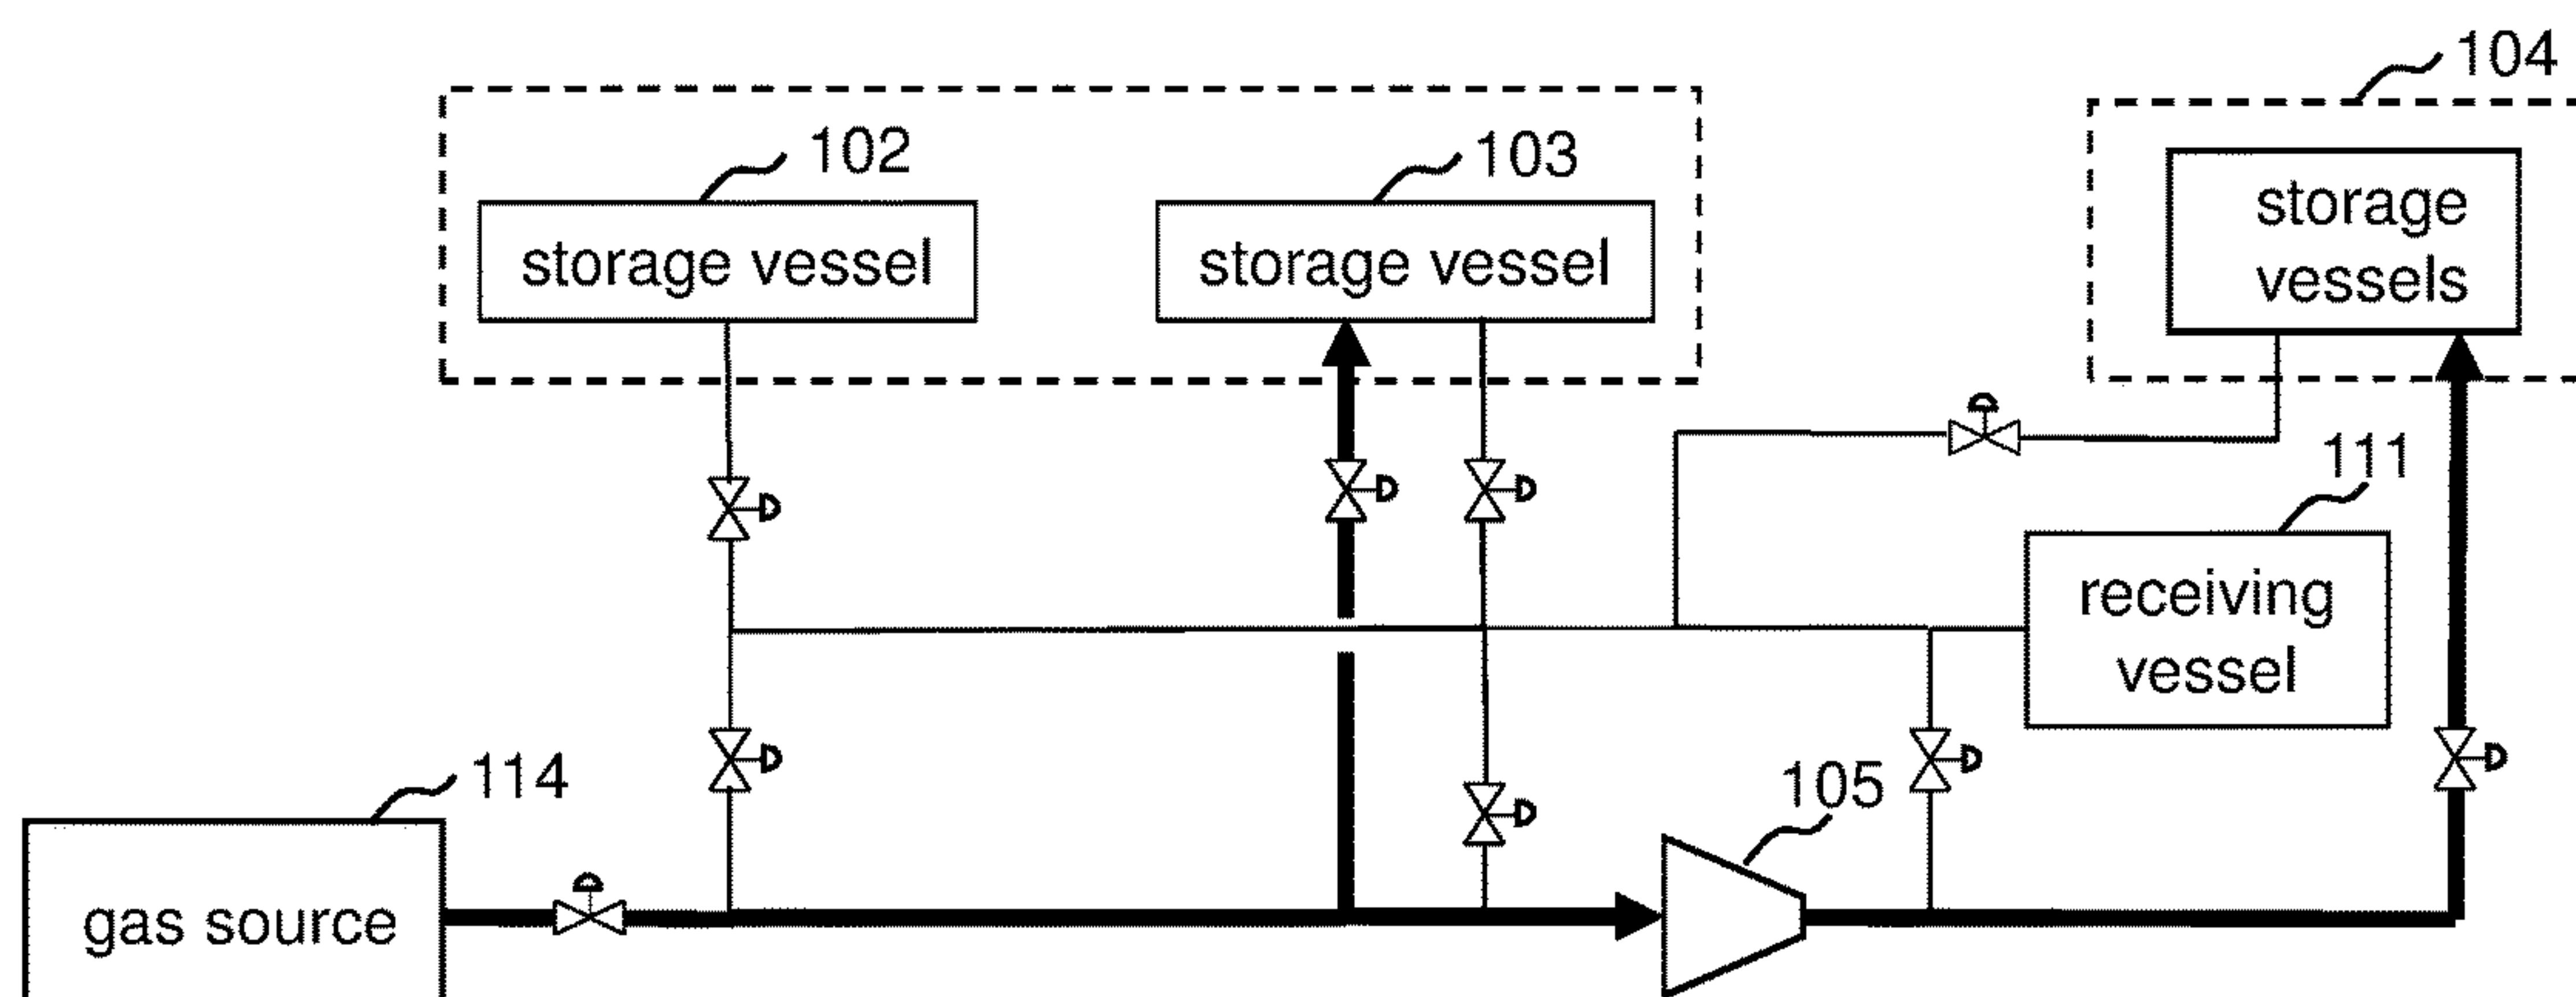 104
102
103
storage vessel
storage vessel
storage
vessels
111
receiving
vessel
114
105
gas source